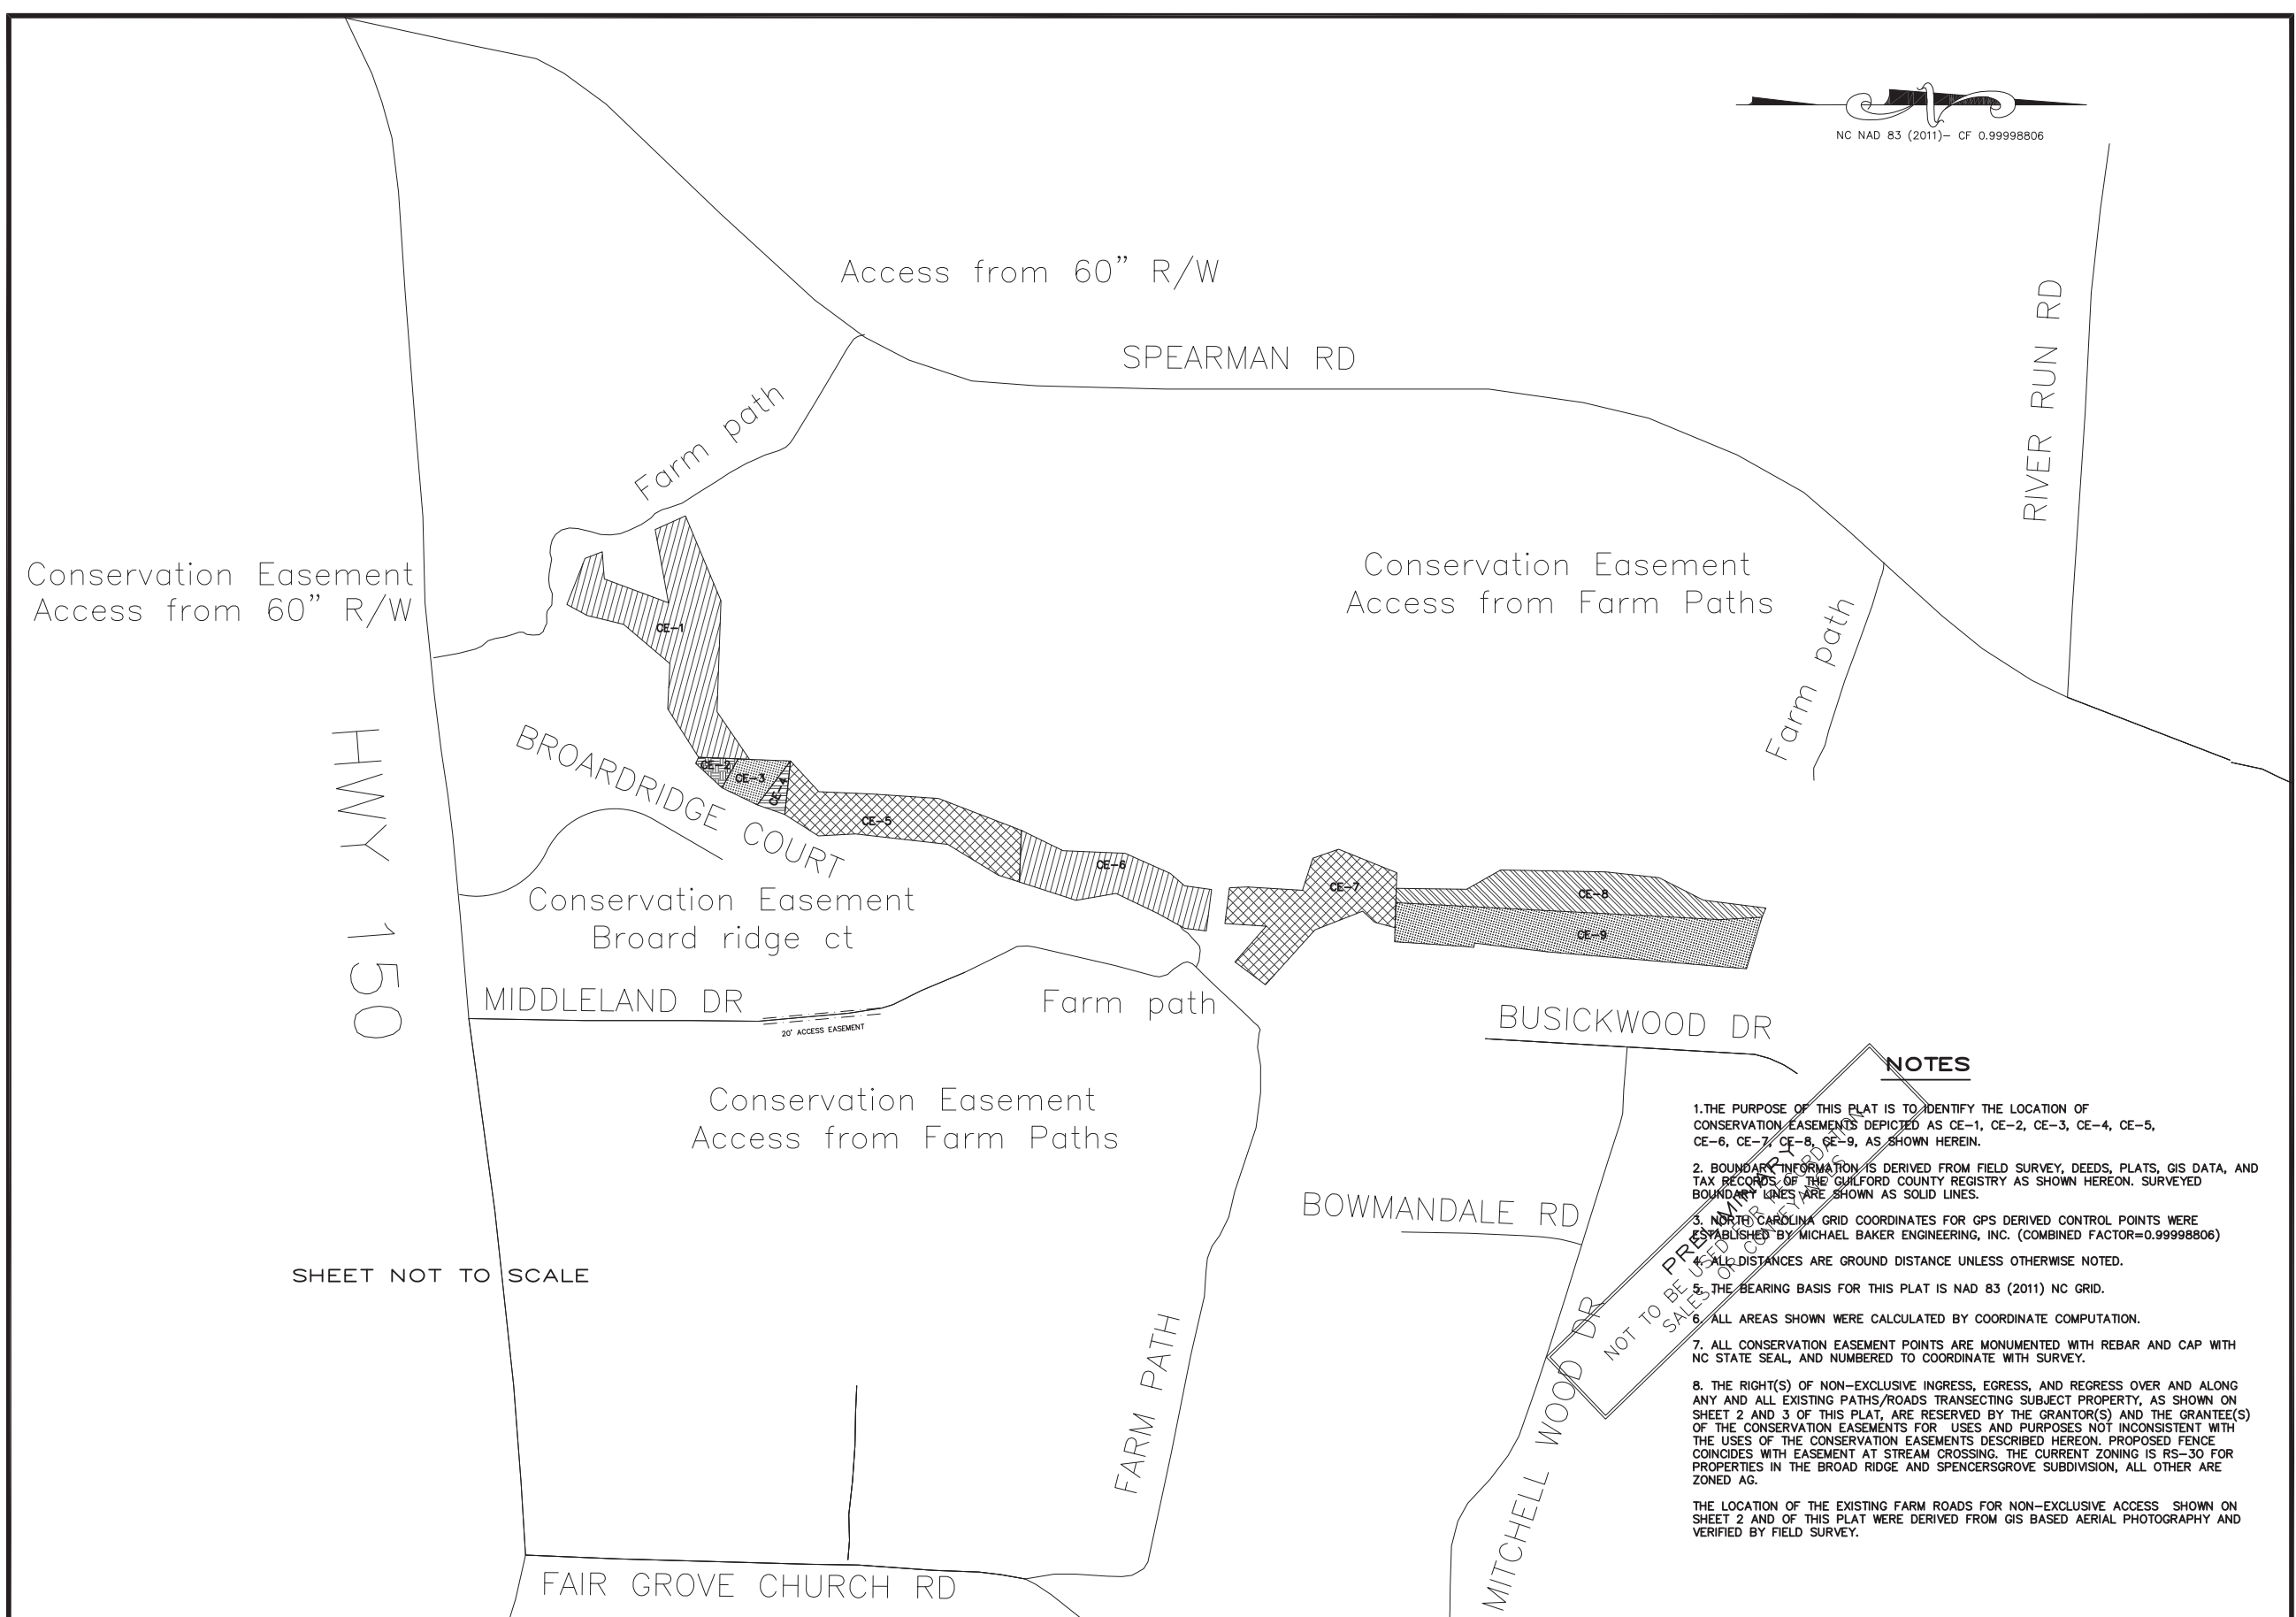 NC NAD 83 (2011)- CF 0.99998806
Access from 60” R/W
SPEARMAN RD
RIVER RUN RD
Farm path
Conservation Easement
Access from 60” R/W
Conservation Easement
Access from Farm Paths
Farm path
CE-1
HWY 150
BROARDRIDGE COURT
CE-2
CE-3
CE-4
CE-5
CE-6
CE-7
CE-8
CE-9
Conservation Easement
Broard ridge ct
MIDDLELAND DR
20' ACCESS EASEMENT
Farm path
BUSICKWOOD DR
Conservation Easement
Access from Farm Paths
BOWMANDALE RD
SHEET NOT TO SCALE
FARM PATH
MITCHELL WOOD DR
FAIR GROVE CHURCH RD
PRELIMINARY
NOT TO BE USED FOR RECORDATION
SALES OR CONVEYANCES
NOTES
1.THE PURPOSE OF THIS PLAT IS TO IDENTIFY THE LOCATION OF
CONSERVATION EASEMENTS DEPICTED AS CE-1, CE-2, CE-3, CE-4, CE-5,
CE-6, CE-7, CE-8, CE-9, AS SHOWN HEREIN.
2. BOUNDARY INFORMATION IS DERIVED FROM FIELD SURVEY, DEEDS, PLATS, GIS DATA, AND
TAX RECORDS OF THE GUILFORD COUNTY REGISTRY AS SHOWN HEREON. SURVEYED
BOUNDARY LINES ARE SHOWN AS SOLID LINES.
3. NORTH CAROLINA GRID COORDINATES FOR GPS DERIVED CONTROL POINTS WERE
ESTABLISHED BY MICHAEL BAKER ENGINEERING, INC. (COMBINED FACTOR=0.99998806)
4. ALL DISTANCES ARE GROUND DISTANCE UNLESS OTHERWISE NOTED.
5. THE BEARING BASIS FOR THIS PLAT IS NAD 83 (2011) NC GRID.
6. ALL AREAS SHOWN WERE CALCULATED BY COORDINATE COMPUTATION.
7. ALL CONSERVATION EASEMENT POINTS ARE MONUMENTED WITH REBAR AND CAP WITH
NC STATE SEAL, AND NUMBERED TO COORDINATE WITH SURVEY.
8. THE RIGHT(S) OF NON-EXCLUSIVE INGRESS, EGRESS, AND REGRESS OVER AND ALONG
ANY AND ALL EXISTING PATHS/ROADS TRANSECTING SUBJECT PROPERTY, AS SHOWN ON
SHEET 2 AND 3 OF THIS PLAT, ARE RESERVED BY THE GRANTOR(S) AND THE GRANTEE(S)
OF THE CONSERVATION EASEMENTS FOR USES AND PURPOSES NOT INCONSISTENT WITH
THE USES OF THE CONSERVATION EASEMENTS DESCRIBED HEREON. PROPOSED FENCE
COINCIDES WITH EASEMENT AT STREAM CROSSING. THE CURRENT ZONING IS RS-30 FOR
PROPERTIES IN THE BROAD RIDGE AND SPENCERSGROVE SUBDIVISION, ALL OTHER ARE
ZONED AG.
THE LOCATION OF THE EXISTING FARM ROADS FOR NON-EXCLUSIVE ACCESS SHOWN ON
SHEET 2 AND OF THIS PLAT WERE DERIVED FROM GIS BASED AERIAL PHOTOGRAPHY AND
VERIFIED BY FIELD SURVEY.